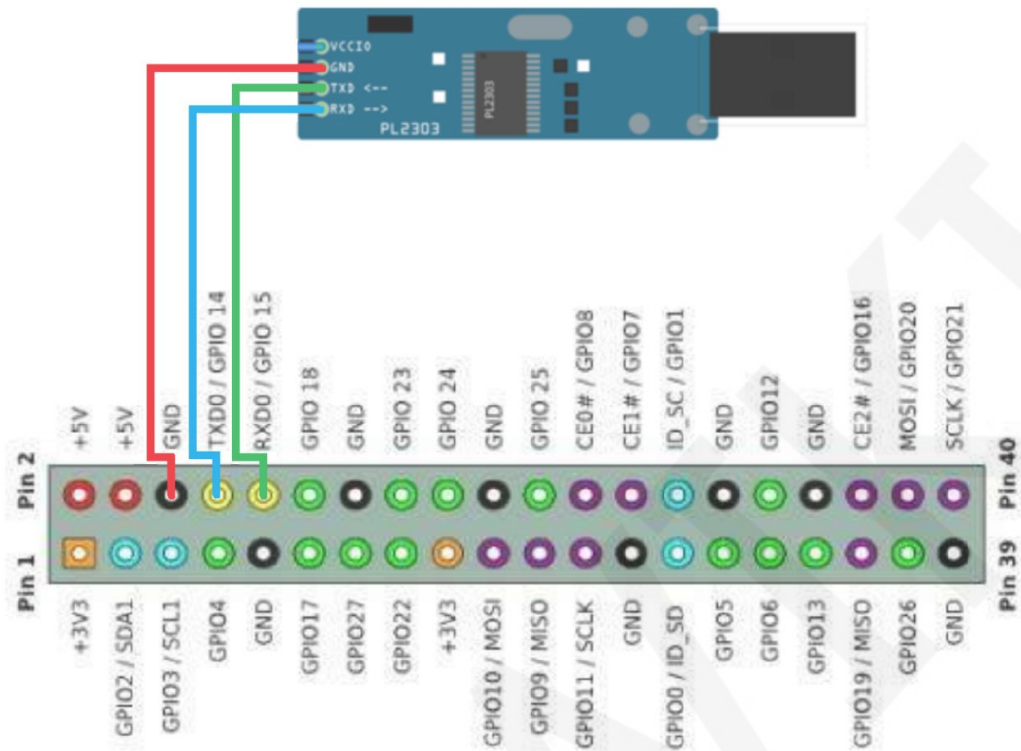 VCCIO
GND
TXD <--
RXD -->
PL2303
PL2303
Pin 2
+5V
+5V
GND
TXD0 / GPIO 14
RXD0 / GPIO 15
GPIO 18
GND
GPIO 23
GPIO 24
GND
GPIO 25
CE0# / GPIO8
CE1# / GPIO7
ID_SC / GPIO1
GND
GPIO12
GND
CE2# / GPIO16
MOSI / GPIO20
SCLK / GPIO21
Pin 40
Pin 1
+3V3
GPIO2 / SDA1
GPIO3 / SCL1
GPIO4
GND
GPIO17
GPIO27
GPIO22
+3V3
GPIO10 / MOSI
GPIO9 / MISO
GPIO11 / SCLK
GND
GPIO0 / ID_SD
GPIO5
GPIO6
GPIO13
GPIO19 / MISO
GPIO26
GND
Pin 39